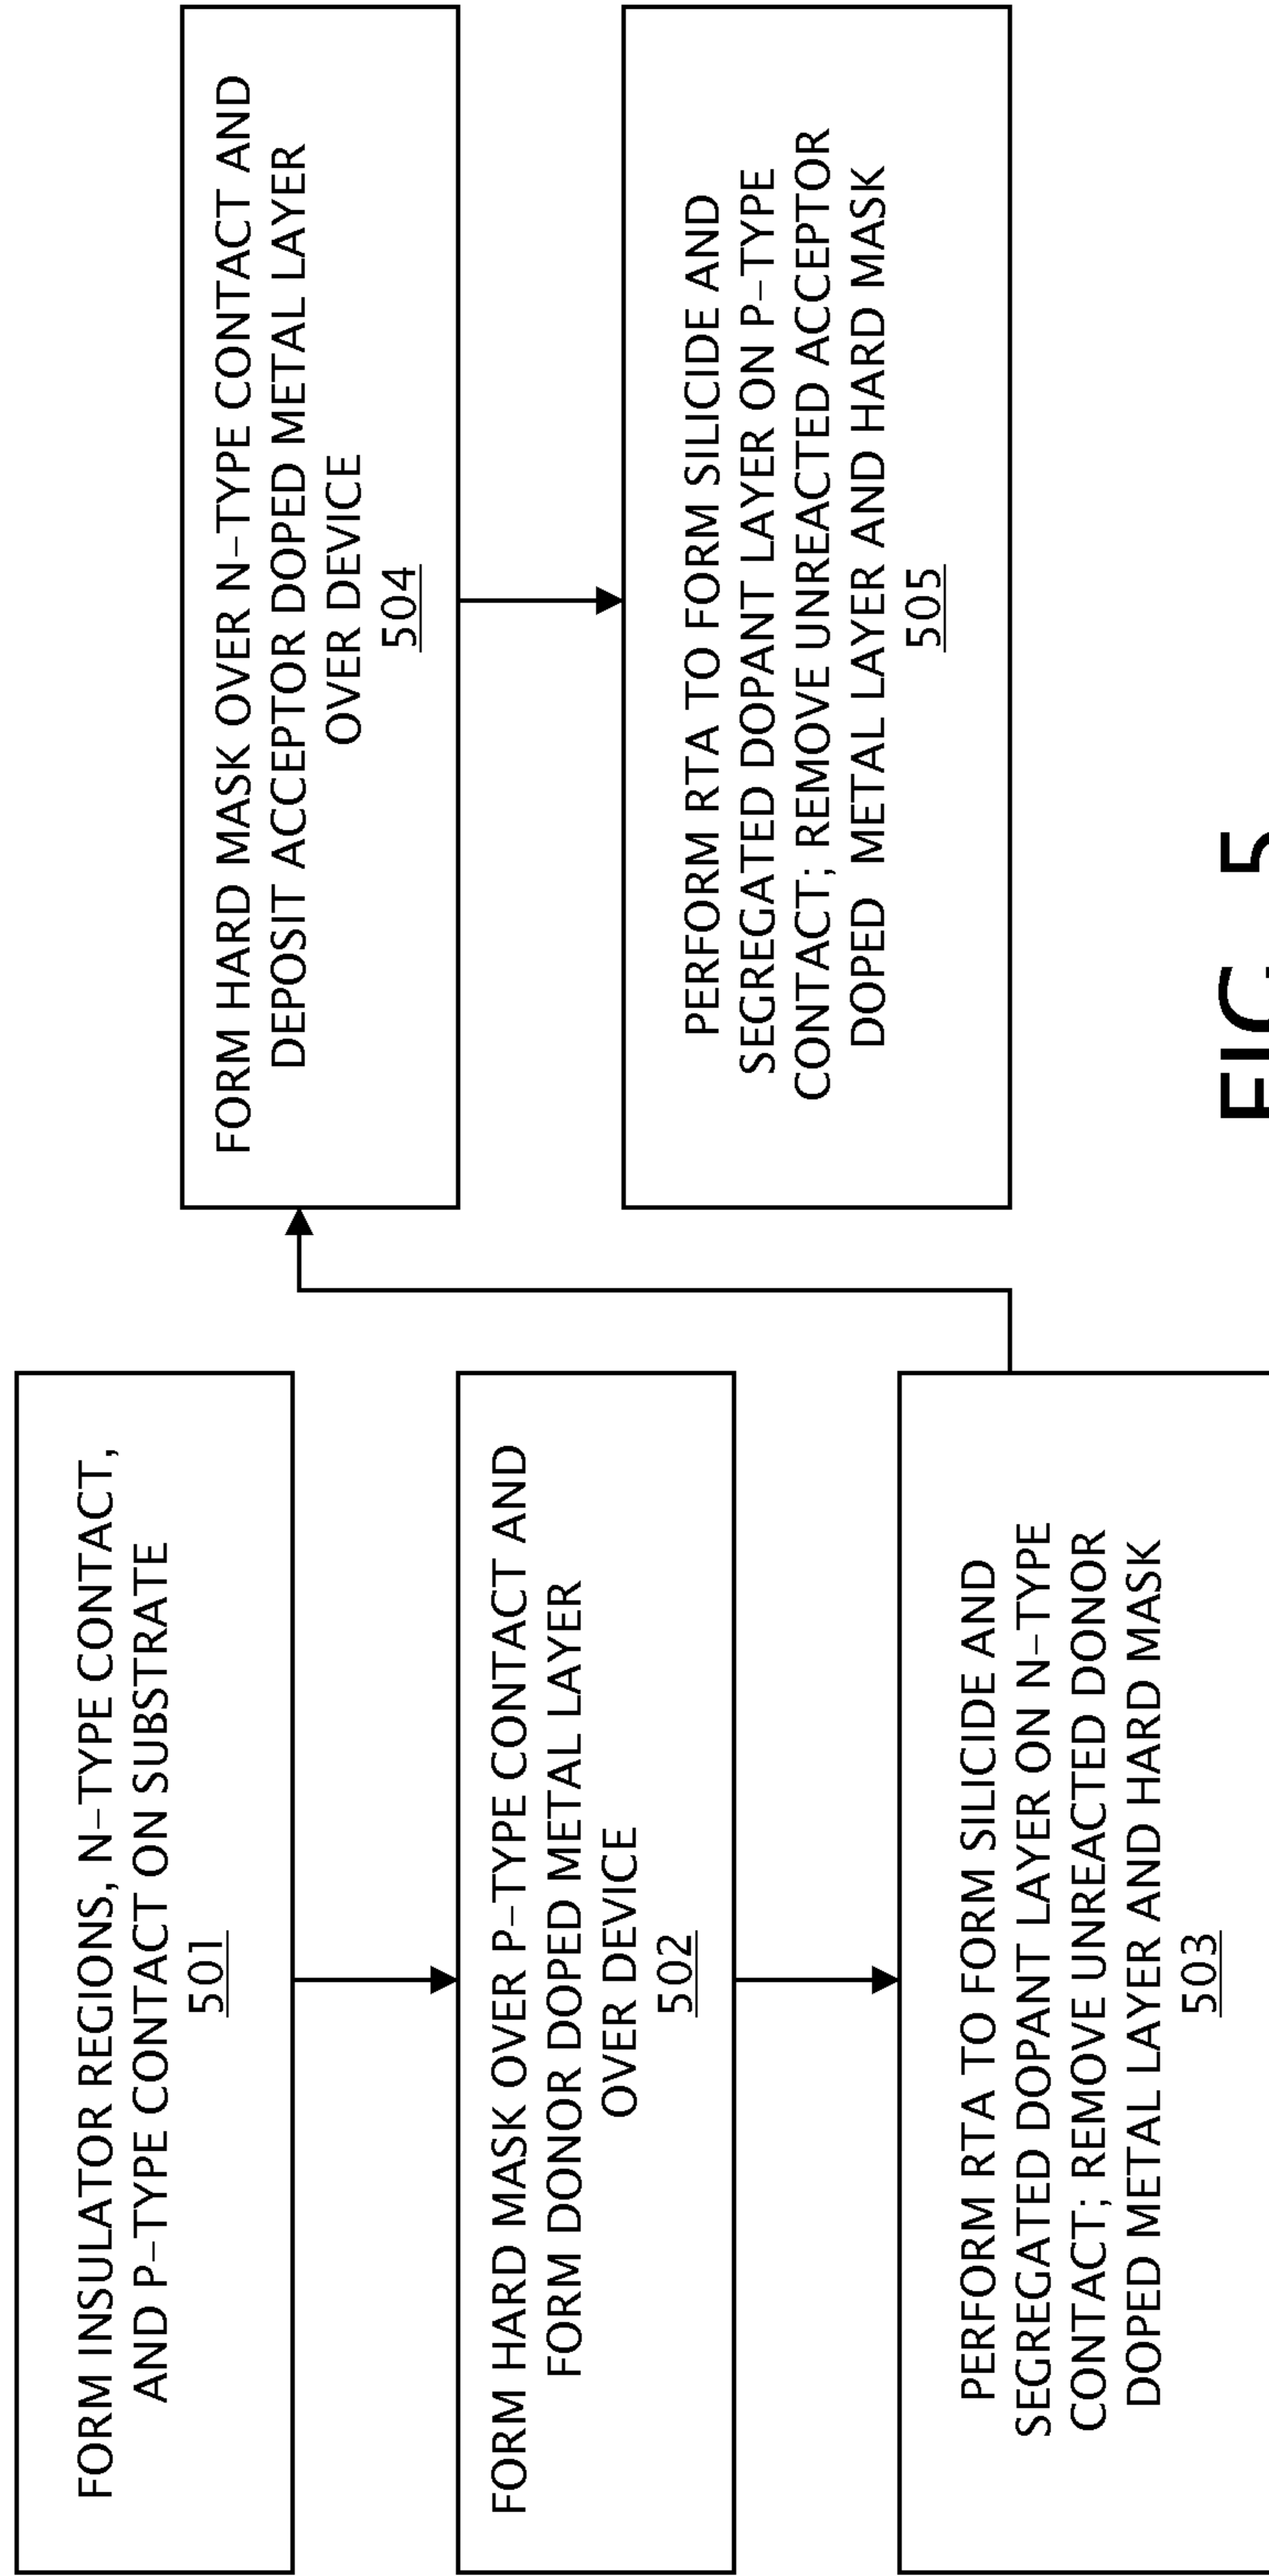 FORM INSULATOR REGIONS, N-TYPE CONTACT,
AND P-TYPE CONTACT ON SUBSTRATE
501
FORM HARD MASK OVER P-TYPE CONTACT AND
FORM DONOR DOPED METAL LAYER
OVER DEVICE
502
PERFORM RTA TO FORM SILICIDE AND
SEGREGATED DOPANT LAYER ON N-TYPE
CONTACT; REMOVE UNREACTED DONOR
DOPED METAL LAYER AND HARD MASK
503
FORM HARD MASK OVER N-TYPE CONTACT AND
DEPOSIT ACCEPTOR DOPED METAL LAYER
OVER DEVICE
504
PERFORM RTA TO FORM SILICIDE AND
SEGREGATED DOPANT LAYER ON P-TYPE
CONTACT; REMOVE UNREACTED ACCEPTOR
DOPED METAL LAYER AND HARD MASK
505
FIG. 5